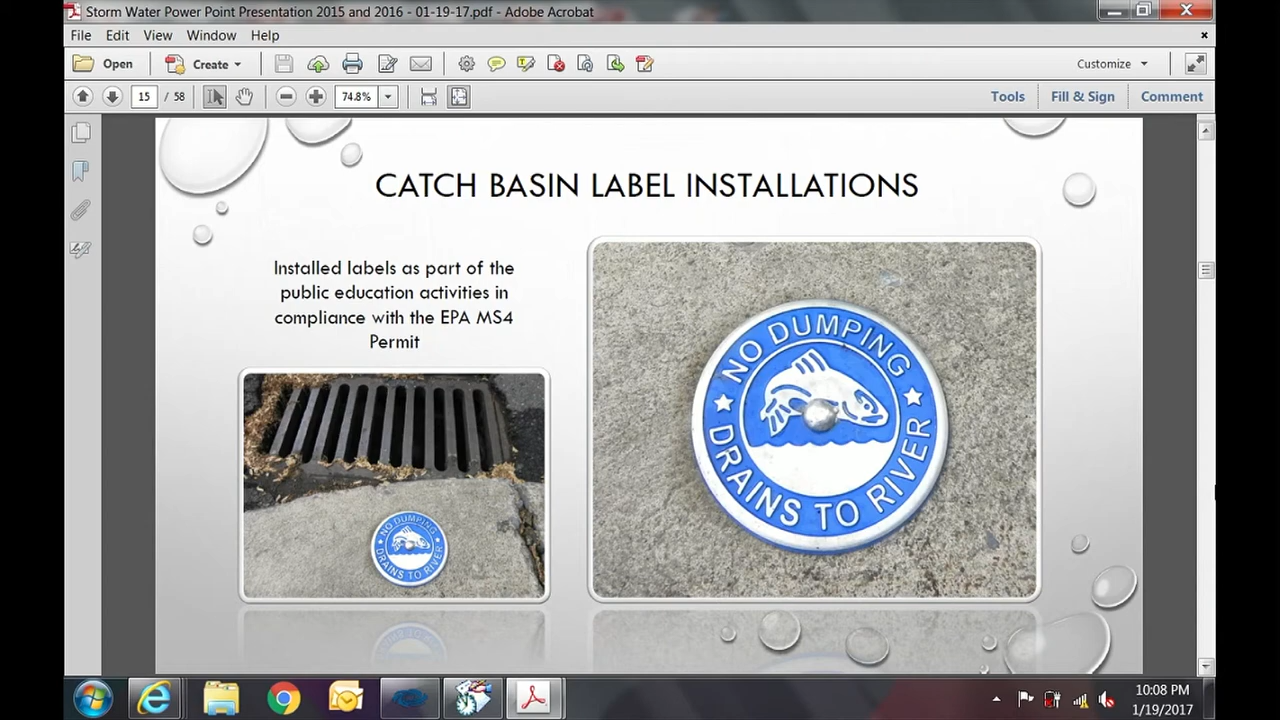 Storm Water Power Point Presentation 2015 and 2016 - 01-19-17.pdf - Adobe Acrobat
File Edit View Window Help
Open Create Customize
15 / 58 74.8% Tools Fill & Sign Comment
CATCH BASIN LABEL INSTALLATIONS
Installed labels as part of the
public education activities in
compliance with the EPA MS4
Permit
NO DUMPING
DRAINS TO RIVER
NO DUMPING
DRAINS TO RIVER
10:08 PM
1/19/2017